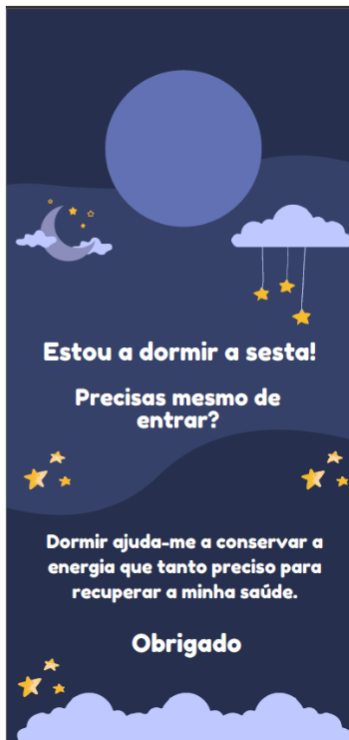 Estou a dormir a sesta!
Precisas mesmo de
entrar?
Dormir ajuda-me a conservar a
energia que tanto preciso para
recuperar a minha saúde.
Obrigado